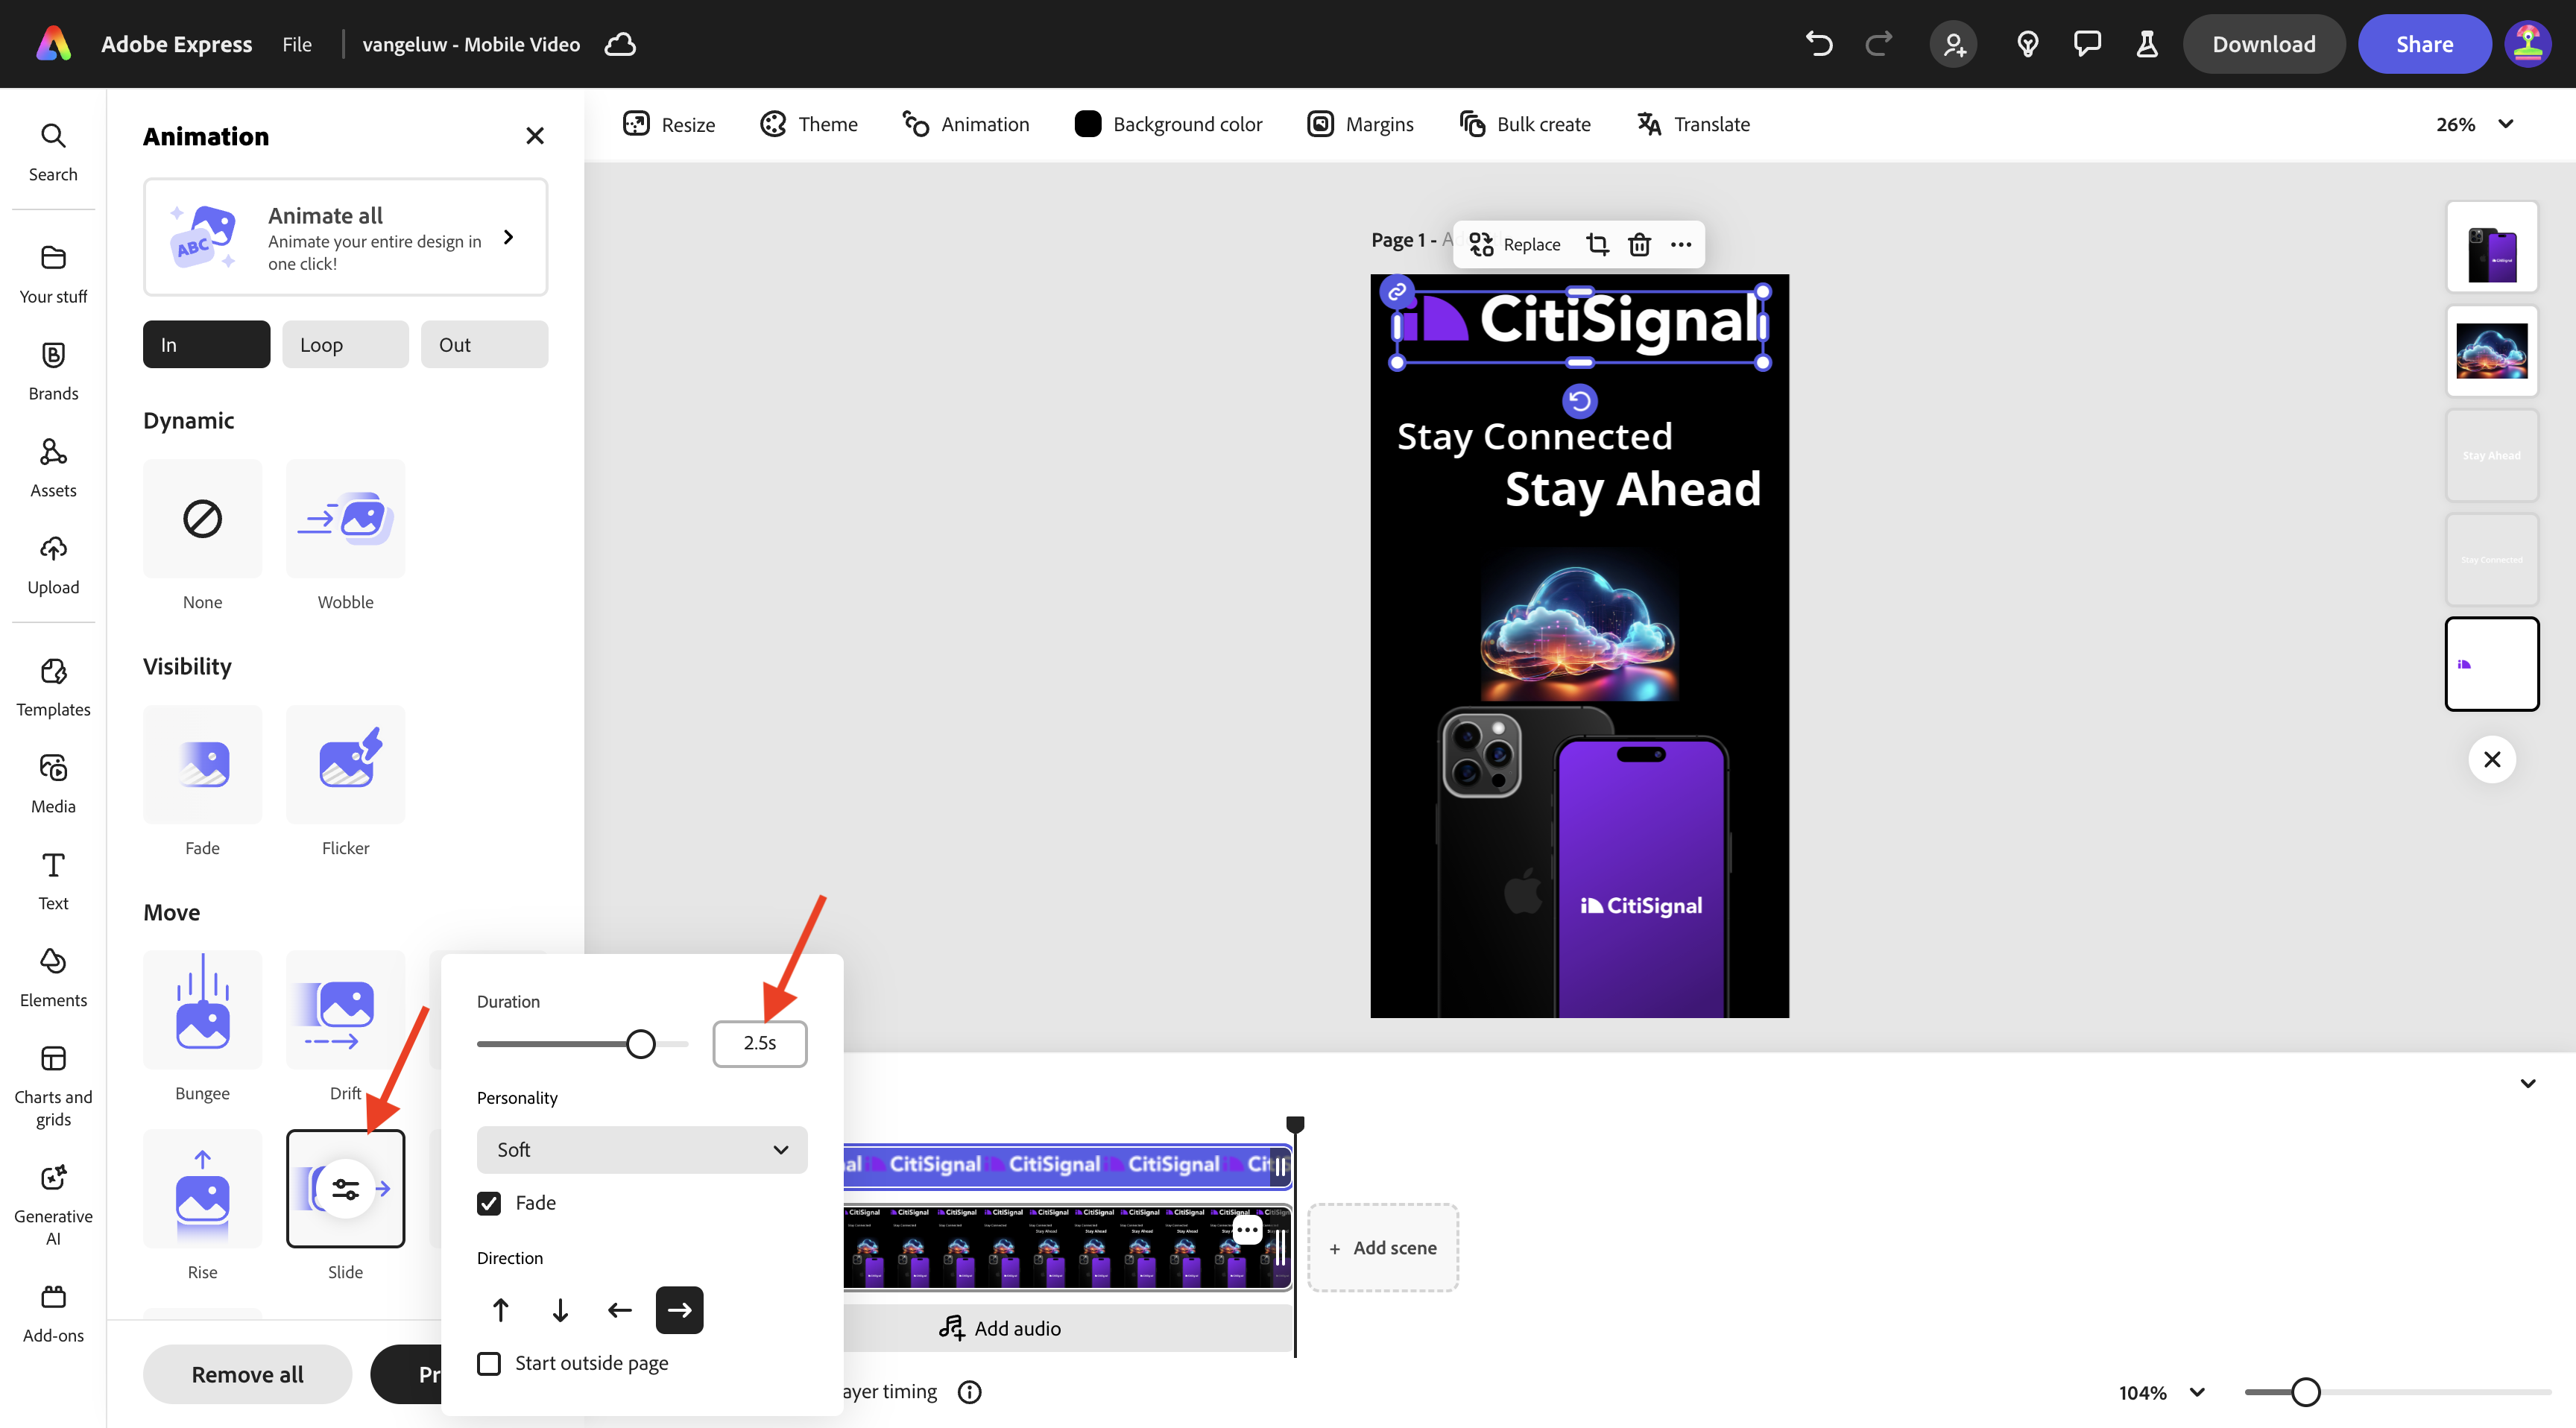 Adobe Express
File
vangeluw - Mobile Video
Download
Share
Search
Your stuff
Brands
Assets
Upload
Templates
Media
Text
Elements
Charts and
grids
Generative
AI
Add-ons
Animation
ABC
Animate all
Animate your entire design in
one click!
In
Loop
Out
Dynamic
None
Wobble
Visibility
Fade
Flicker
Move
Bungee
Drift
Rise
Slide
Remove all
Pr
Duration
2.5s
Personality
Soft
Fade
Direction
Start outside page
Resize
Theme
Animation
Background color
Margins
Bulk create
Translate
26%
Page 1 - A
Replace
CitiSignal
Stay Connected
Stay Ahead
CitiSignal
Stay Ahead
Stay Connected
al CitiSignal CitiSignal CitiSignal Citi
Add scene
Add audio
ayer timing
104%